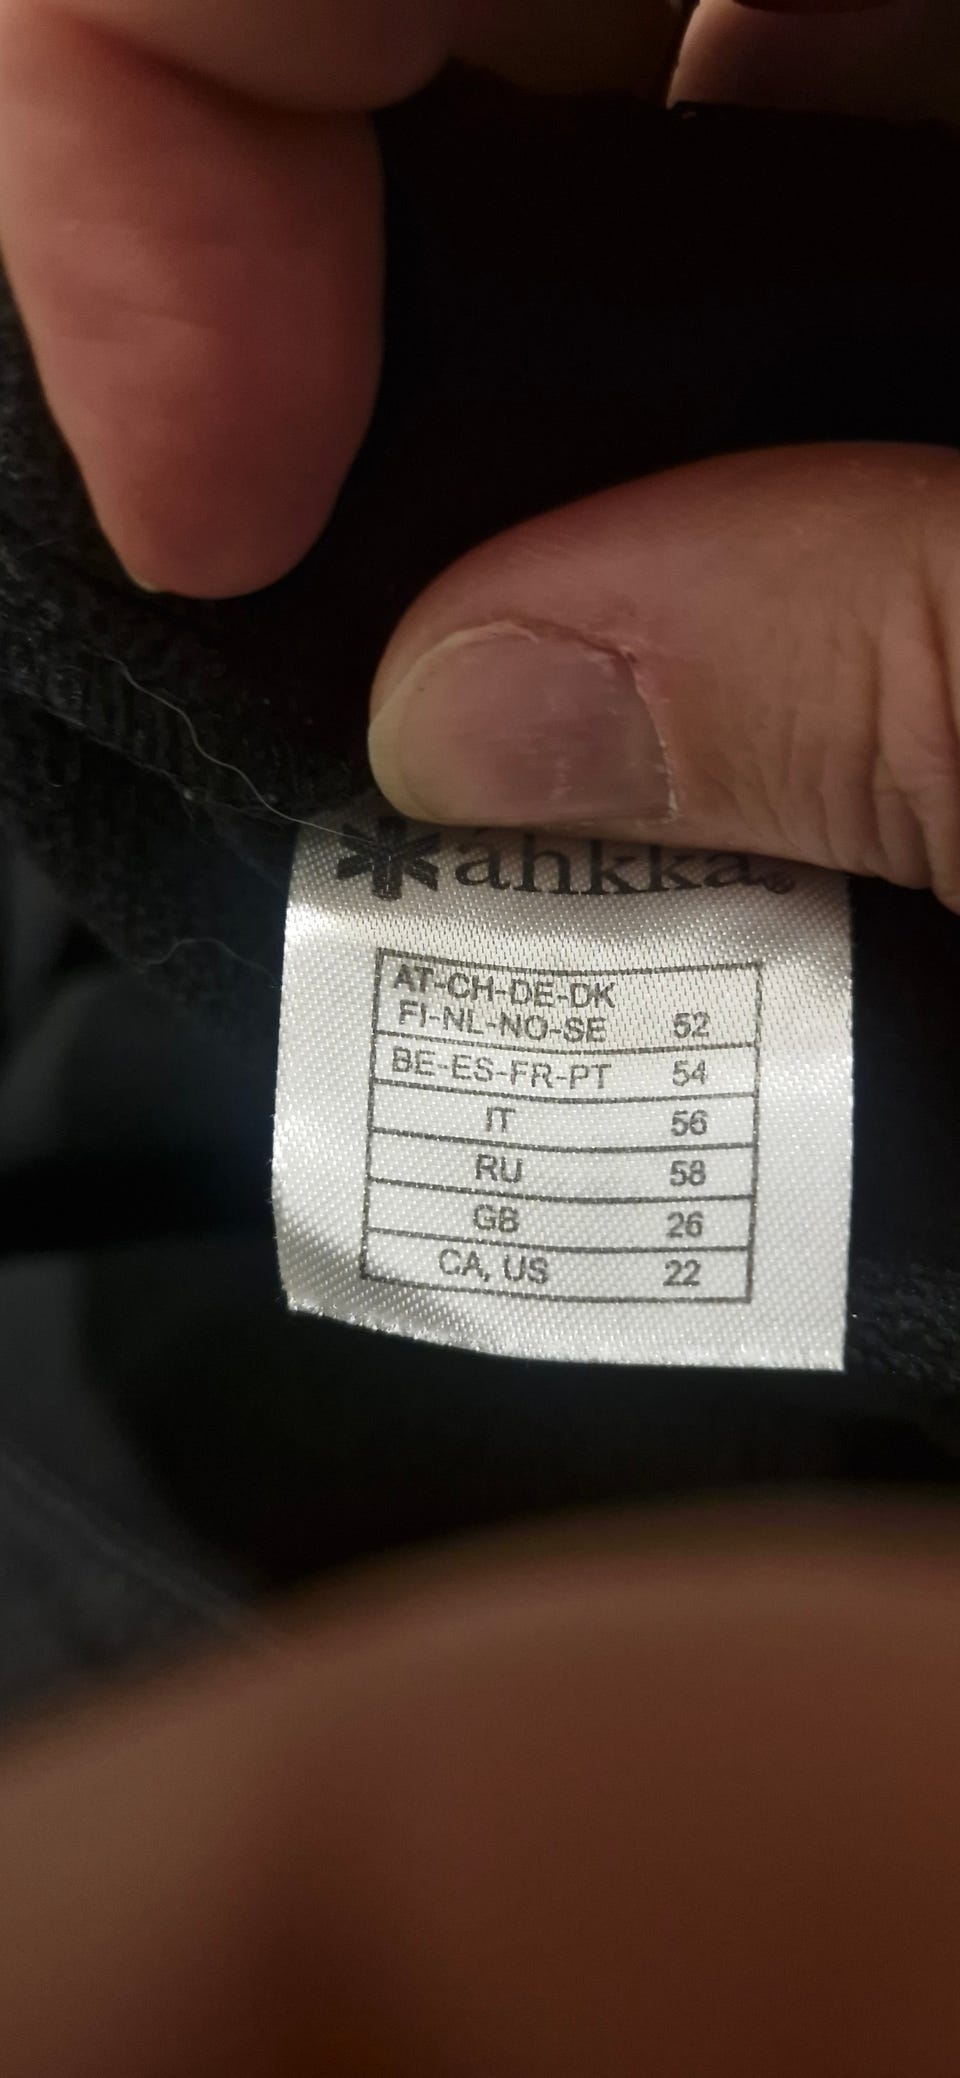 áhkka®
AT-CH-DE-DK
FI-NL-NO-SE 52
BE-ES-FR-PT 54
IT 56
RU 58
GB 26
CA, US 22